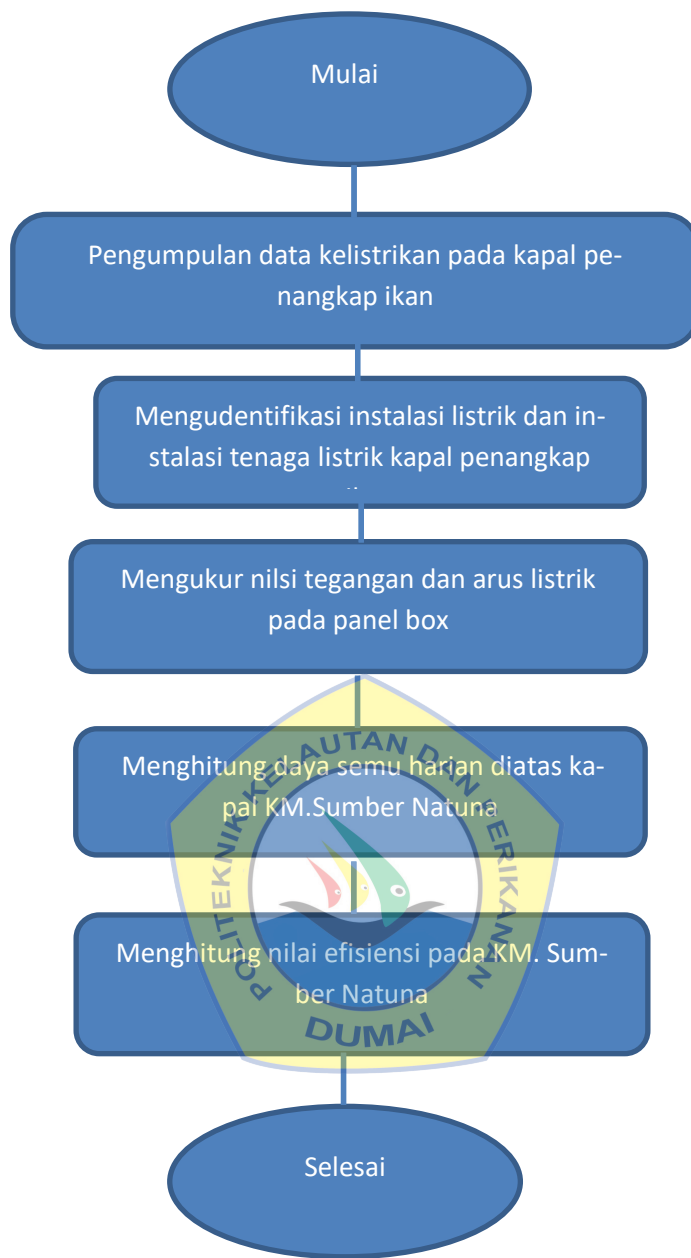 Mulai
Pengumpulan data kelistrikan pada kapal pe-
nangkap ikan
Mengudentifikasi instalasi listrik dan in-
stalasi tenaga listrik kapal penangkap
Mengukur nilsi tegangan dan arus listrik
pada panel box
Menghitung daya semu harian diatas ka-
pal KM.Sumber Natuna
Menghitung nilai efisiensi pada KM. Sum-
ber Natuna
Selesai
POLITEKNIK KELAUTAN DAN PERIKANAN
DUMAI